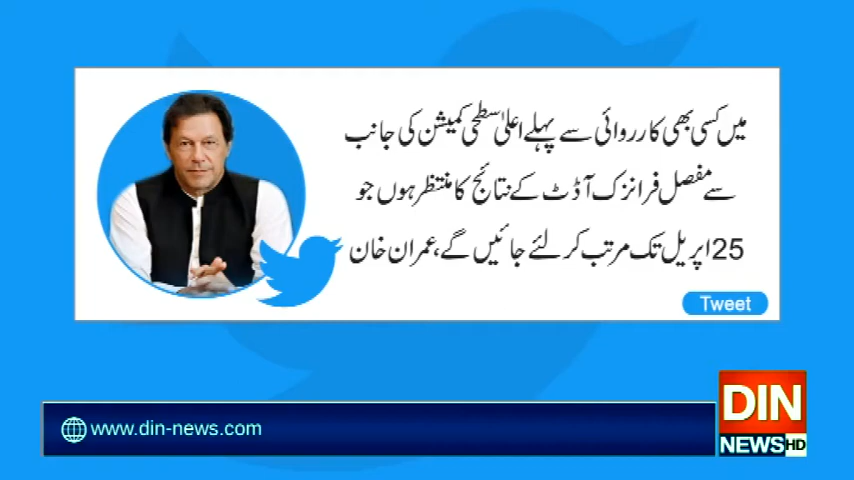 میں کسی بھی کارروائی سے پہلے اعلیٰ سطحی کمیشن کی جانب
سے مفصل فرانزک آڈٹ کے نتائج کا منتظر ہوں جو
25 اپریل تک مرتب کر لئے جائیں گے، عمران خان
Tweet
www.din-news.com
DIN
NEWS HD